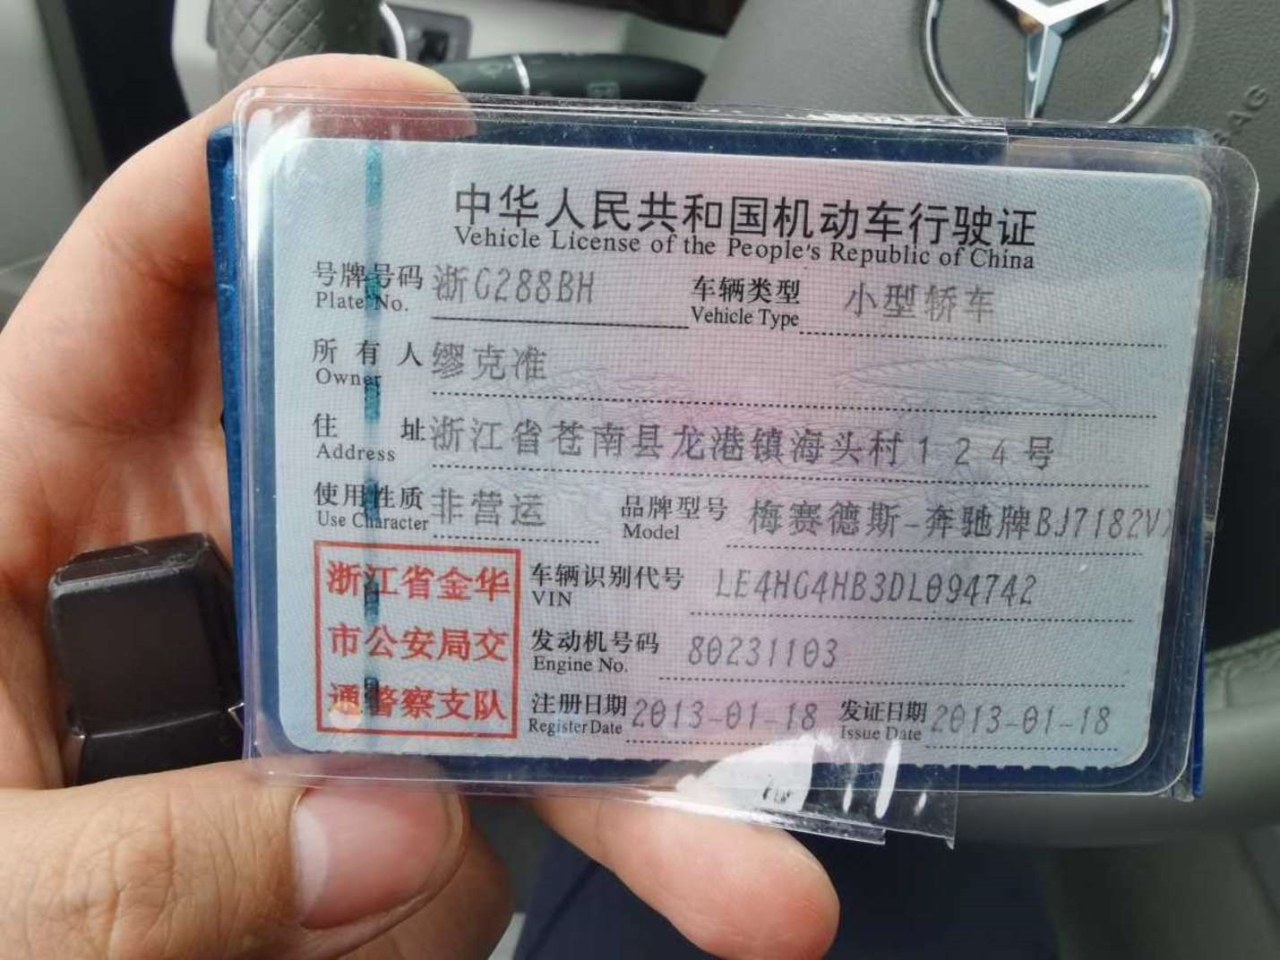 中华人民共和国机动车行驶证
Vehicle License of the People's Republic of China
号牌号码 浙G288BH 车辆类型 小型轿车
Plate No. Vehicle Type
所有人 缪克准
Owner
住址 浙江省苍南县龙港镇海头村124号
Address
使用性质 非营运 品牌型号 梅赛德斯-奔驰牌BJ7182V
Use Character Model
浙江省金华
市公安局交
通警察支队
车辆识别代号 LE4HG4HB3DL094742
VIN
发动机号码 80231103
Engine No.
注册日期 2013-01-18 发证日期 2013-01-18
Register Date Issue Date